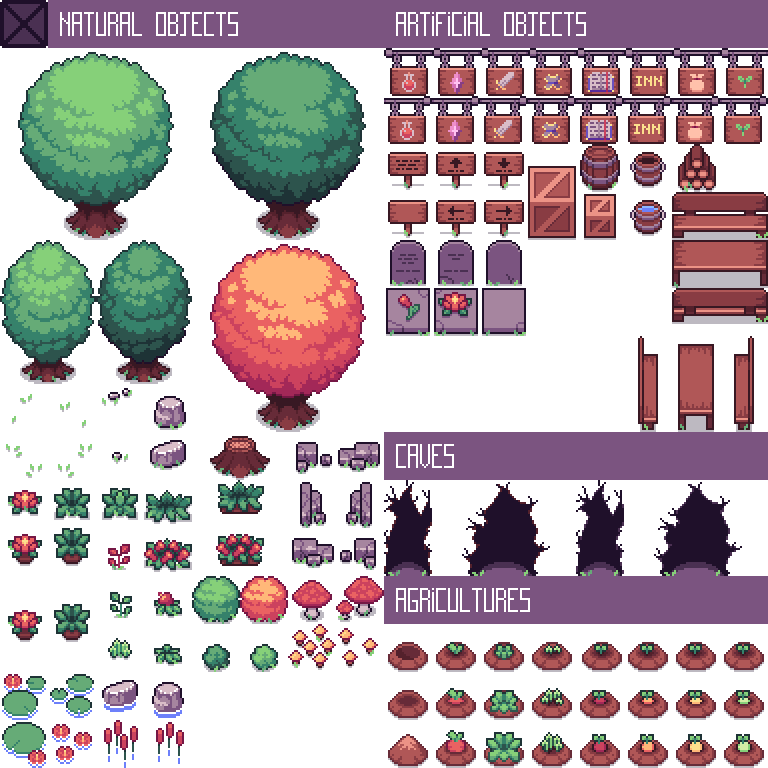 NATURAL OBJECTS
ARTIFICIAL OBJECTS
INN
INN
CAVES
AGRICULTURES